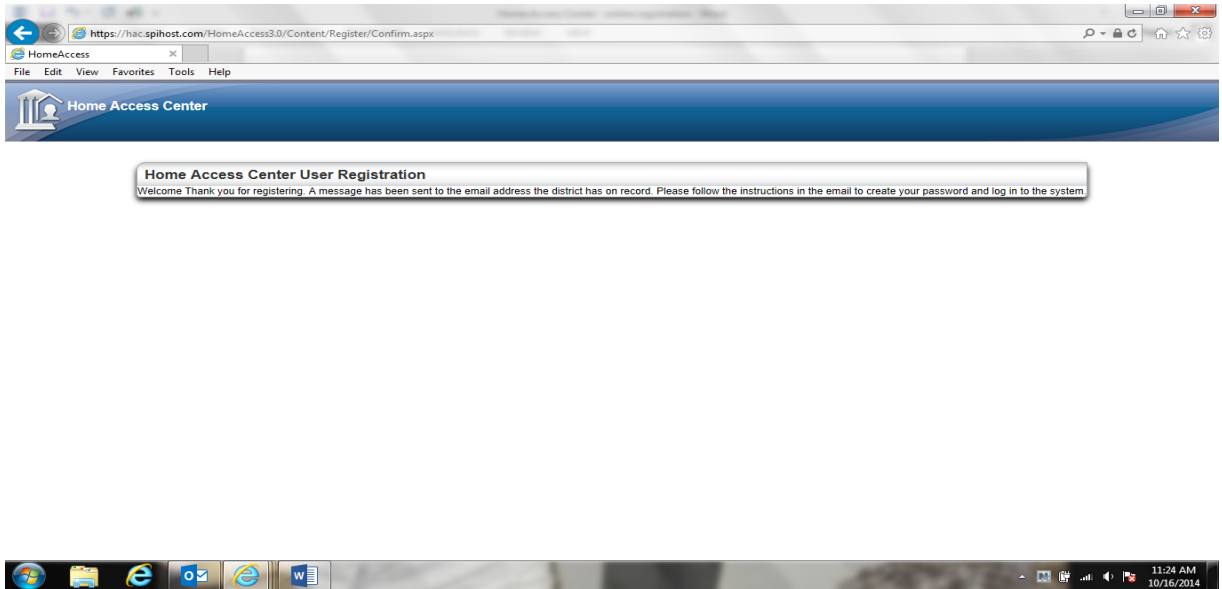 https://hac.spihost.com/HomeAccess3.0/Content/Register/Confirm.aspx
HomeAccess
File Edit View Favorites Tools Help
Home Access Center
Home Access Center User Registration
Welcome Thank you for registering. A message has been sent to the email address the district has on record. Please follow the instructions in the email to create your password and log in to the system.
11:24 AM
10/16/2014